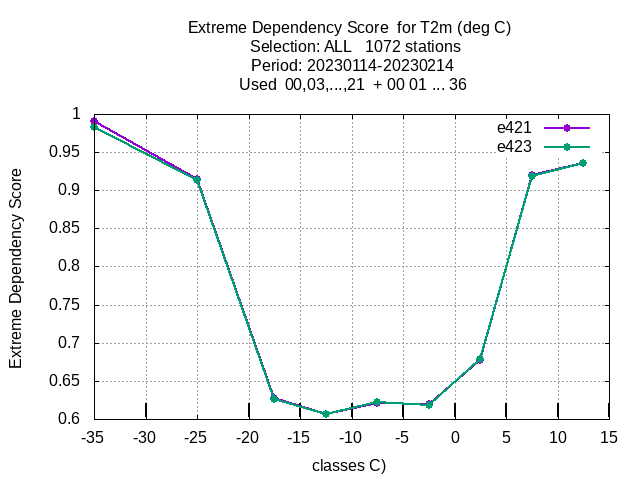 Extreme Dependency Score  for T2m (deg C)
Selection: ALL   1072 stations
Period: 20230114-20230214
Used  00,03,...,21  + 00 01 ... 36
e421
e423
Extreme Dependency Score
1
0.95
0.9
0.85
0.8
0.75
0.7
0.65
0.6
-35 -30 -25 -20 -15 -10 -5 0 5 10 15
classes C)